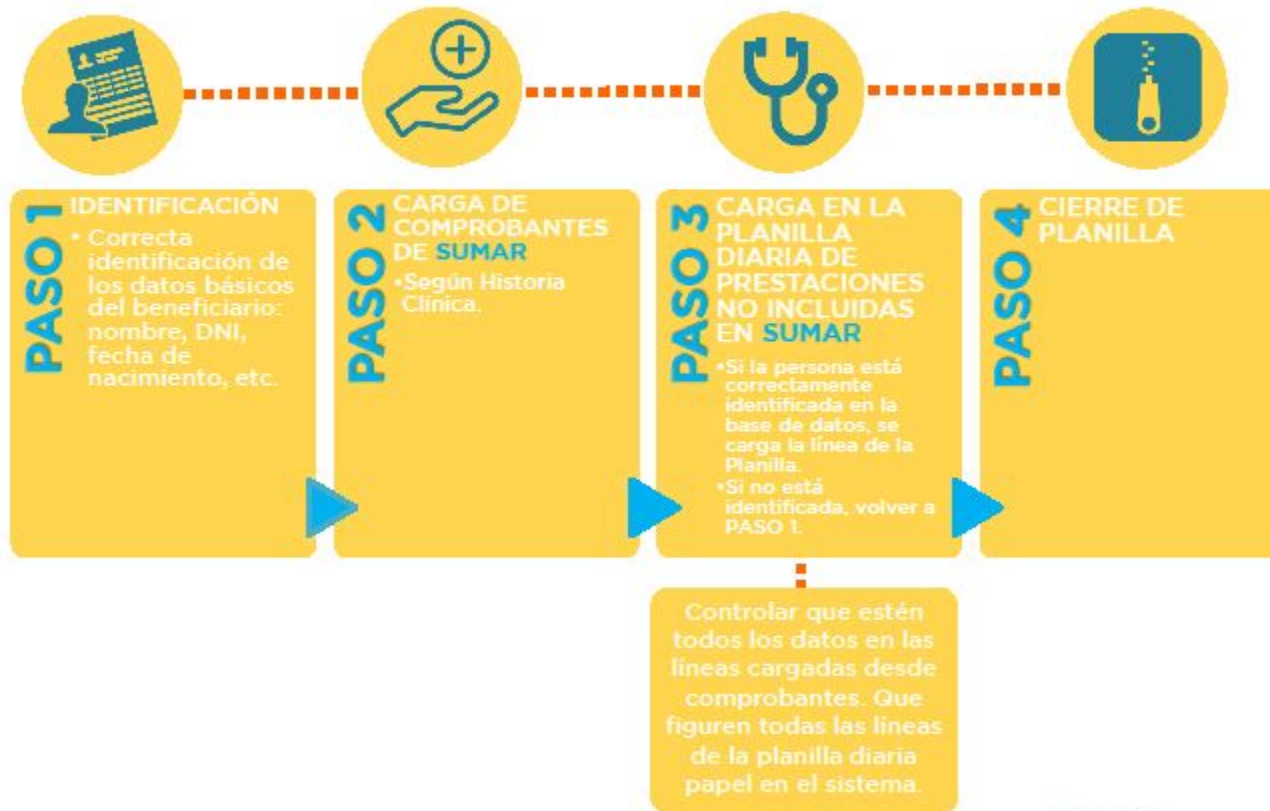 PASO 1
IDENTIFICACIÓN
• Correcta
identificación de
los datos básicos
del beneficiario:
nombre, DNI,
fecha de
nacimiento, etc.
PASO 2
CARGA DE
COMPROBANTES
DE SUMAR
•Según Historia
Clínica.
PASO 3
CARGA EN LA
PLANILLA
DIARIA DE
PRESTACIONES
NO INCLUIDAS
EN SUMAR
•Si la persona está
correctamente
identificada en la
base de datos, se
carga la línea de la
Planilla.
•Si no está
identificada, volver a
PASO 1.
PASO 4
CIERRE DE
PLANILLA
Controlar que estén
todos los datos en las
líneas cargadas desde
comprobantes. Que
figuren todas las líneas
de la planilla diaria
papel en el sistema.